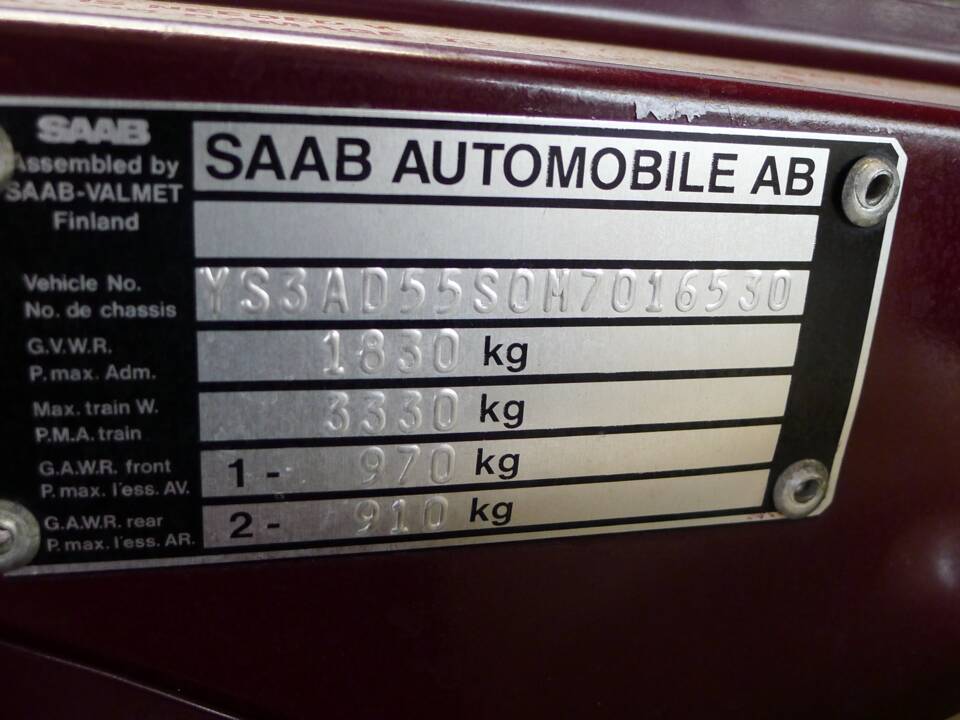 SAAB
Assembled by
SAAB-VALMET
Finland
SAAB AUTOMOBILE AB
Vehicle No.
No. de chassis
YS3AD55S0M7016530
G.V.W.R.
P. max. Adm.
1830 kg
Max. train W.
P.M.A. train
3330 kg
G.A.W.R. front
P. max. l'ess. AV.
1 - 970 kg
G.A.W.R. rear
P. max. l'ess. AR.
2 - 910 kg